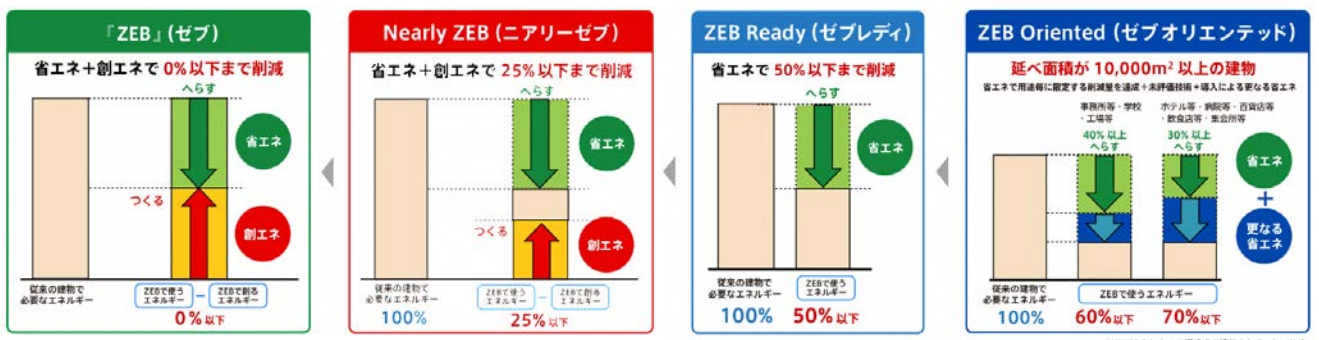 『ZEB』(ゼブ)
省エネ+創エネで 0%以下まで削減
へらす
省エネ
つくる
創エネ
従来の建物で
必要なエネルギー
ZEBで使う
エネルギー
−
ZEBで創る
エネルギー
0% 以下
Nearly ZEB (ニアリーゼブ)
省エネ+創エネで 25%以下まで削減
へらす
省エネ
つくる
創エネ
従来の建物で
必要なエネルギー
100%
ZEBで使う
エネルギー
−
ZEBで創る
エネルギー
25% 以下
ZEB Ready (ゼブレディ)
省エネで 50%以下まで削減
へらす
省エネ
従来の建物で
必要なエネルギー
100%
ZEBで使う
エネルギー
50% 以下
ZEB Oriented (ゼブオリエンテッド)
延べ面積が 10,000m² 以上の建物
省エネで用途毎に限定する削減量を達成+未評価技術*導入による更なる省エネ
事務所等・学校
・工場等
40%以上
へらす
ホテル等・病院等・百貨店等
・飲食店等・集会所等
30%以上
へらす
省エネ
+
更なる
省エネ
従来の建物で
必要なエネルギー
100%
ZEBで使うエネルギー
60%以下
70%以下